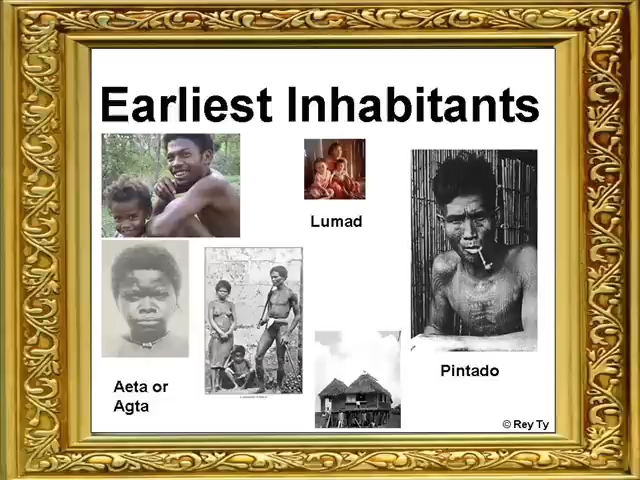 Earliest Inhabitants
Lumad
Pintado
Aeta or
Agta
© Rey Ty